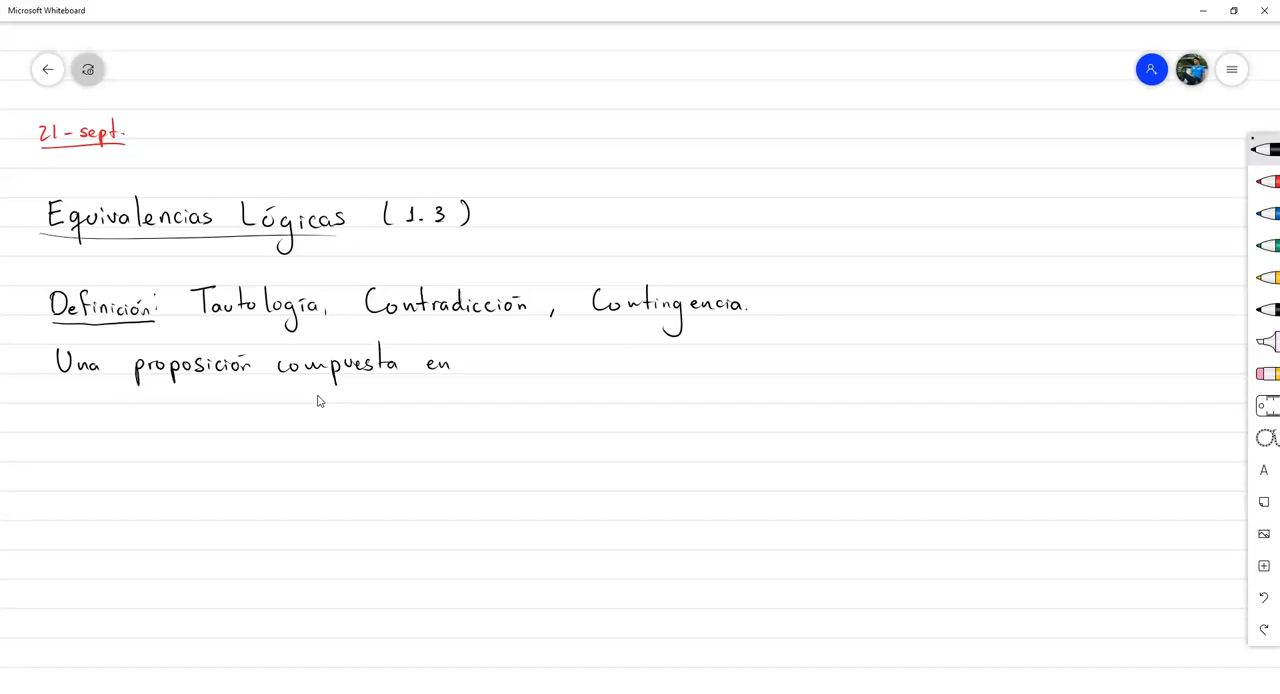 Microsoft Whiteboard
21 - sept.
Equivalencias Lógicas ( 1.3 )
Definición: Tautología, Contradicción, Contingencia.
Una proposición compuesta en
A